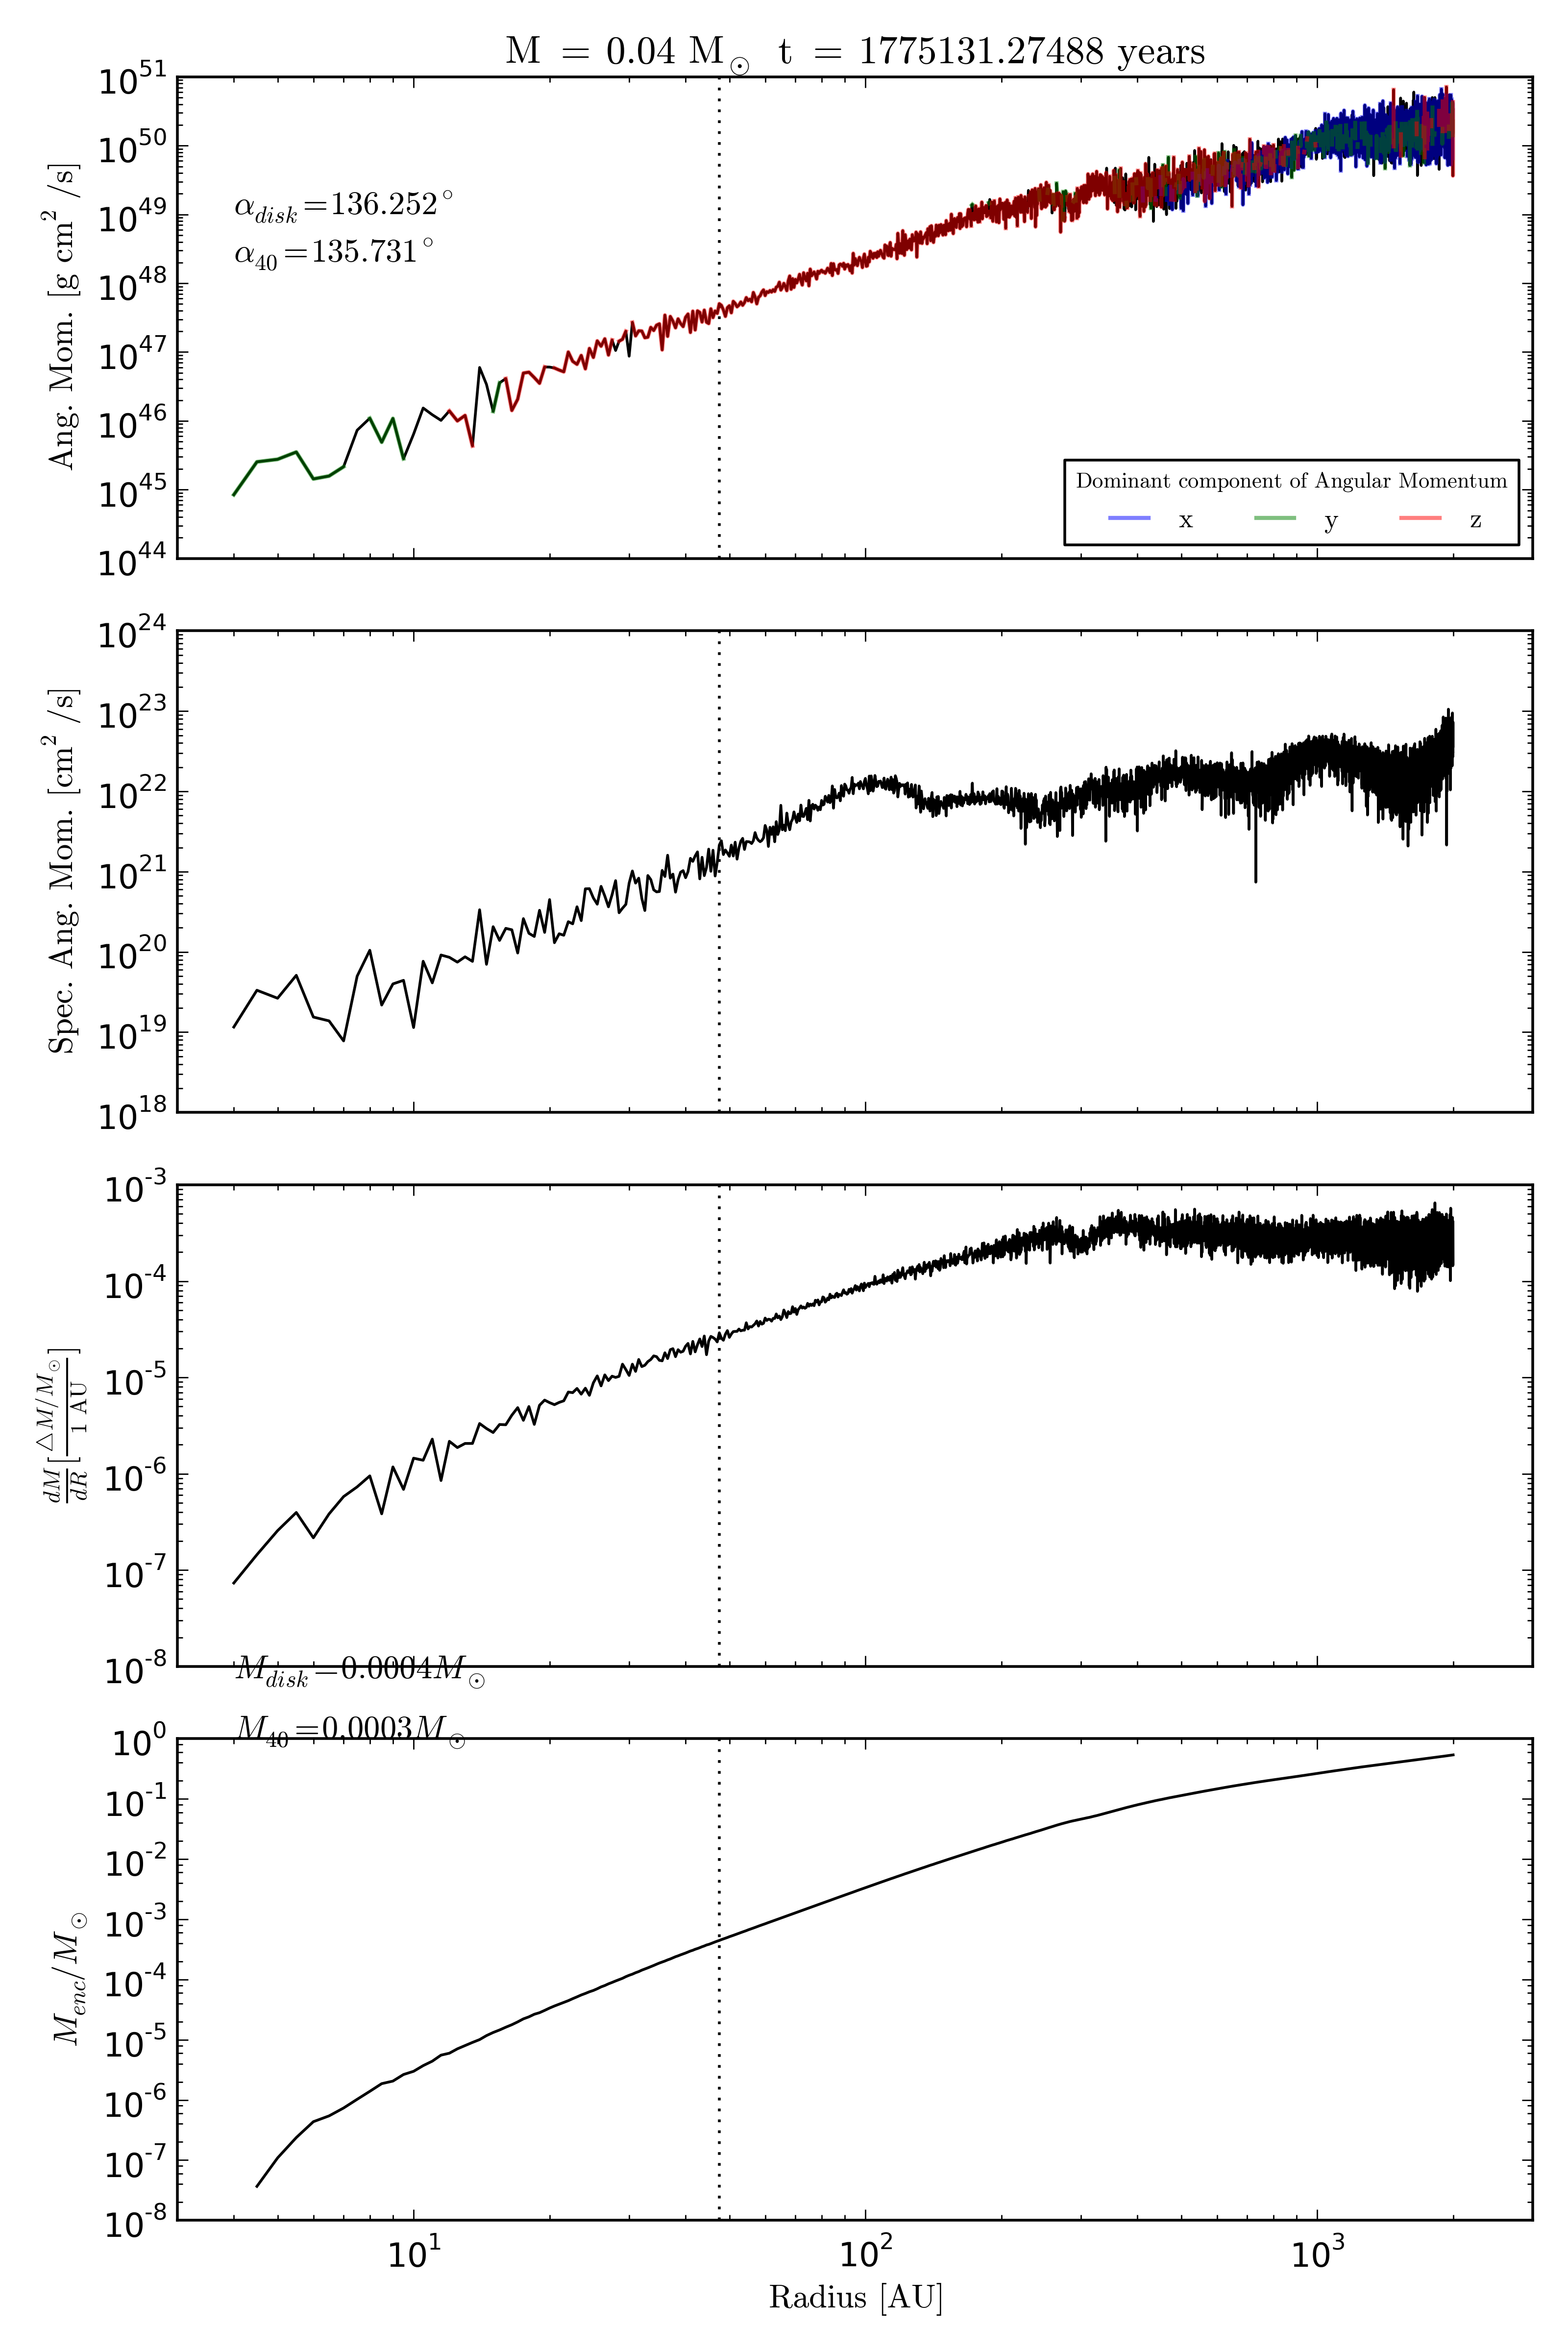 M = 0.04 M⊙ t = 1775131.27488 years
10^51
10^50
10^49
10^48
10^47
10^46
10^45
10^44
Ang. Mom. [g cm^2 /s]
α_disk=136.252°
α_40=135.731°
Dominant component of Angular Momentum
x y z
10^24
10^23
10^22
10^21
10^20
10^19
10^18
Spec. Ang. Mom. [cm^2 /s]
10^-3
10^-4
10^-5
10^-6
10^-7
10^-8
dM/dR [△M/M⊙ / 1 AU]
M_disk=0.0004M⊙
M_40=0.0003M⊙
10^0
10^-1
10^-2
10^-3
10^-4
10^-5
10^-6
10^-7
10^-8
M_enc/M⊙
10^1 10^2 10^3
Radius [AU]